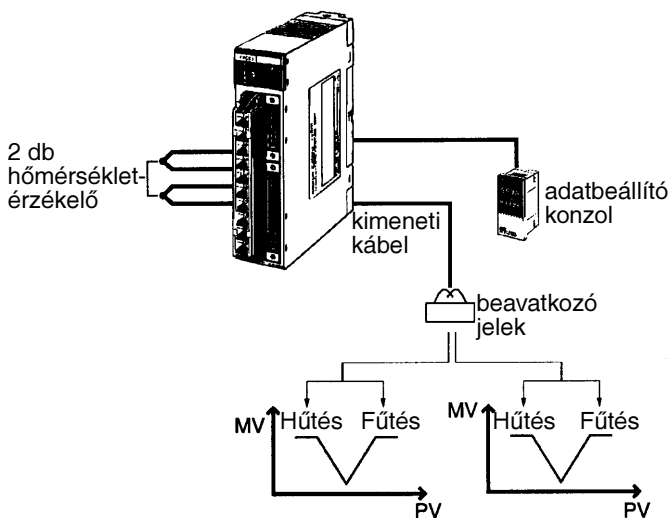 2 db
hőmérséklet-
érzékelő
kimeneti
kábel
adatbeállító
konzol
beavatkozó
jelek
MV
Hűtés Fűtés
PV
MV
Hűtés Fűtés
PV